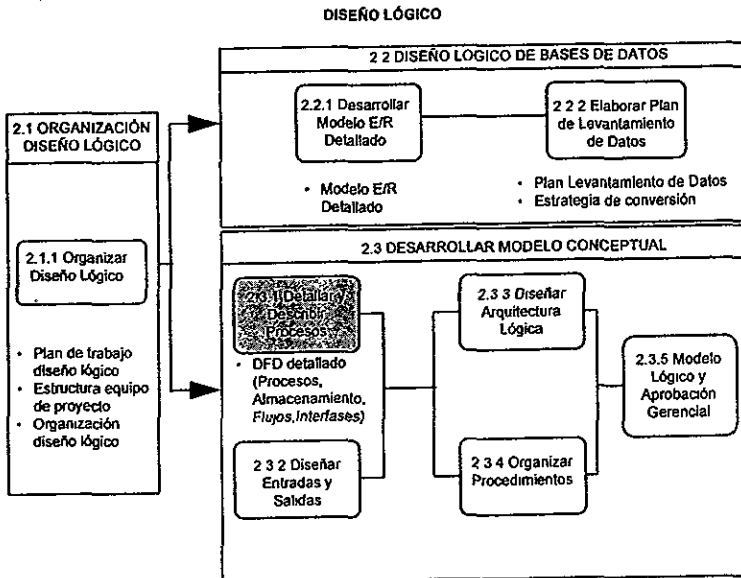 DISEÑO LÓGICO
2 2 DISEÑO LOGICO DE BASES DE DATOS
2.2.1 Desarrollar
Modelo E/R
Detallado
2 2 2 Elaborar Plan
de Levantamiento
de Datos
• Modelo E/R
Detallado
• Plan Levantamiento de Datos
• Estrategia de conversión
2.1 ORGANIZACIÓN
DISEÑO LÓGICO
2.1.1 Organizar
Diseño Lógico
• Plan de trabajo
diseño lógico
• Estructura equipo
de proyecto
• Organización
diseño lógico
2.3 DESARROLLAR MODELO CONCEPTUAL
2.3.1 Detallar y
Describir
Procesos
• DFD detallado
(Procesos,
Almacenamiento,
Flujos,Interfases)
2 3 2 Diseñar
Entradas y
Salidas
2.3 3 Diseñar
Arquitectura
Lógica
2 3 4 Organizar
Procedimientos
2.3.5 Modelo
Lógico y
Aprobación
Gerencial